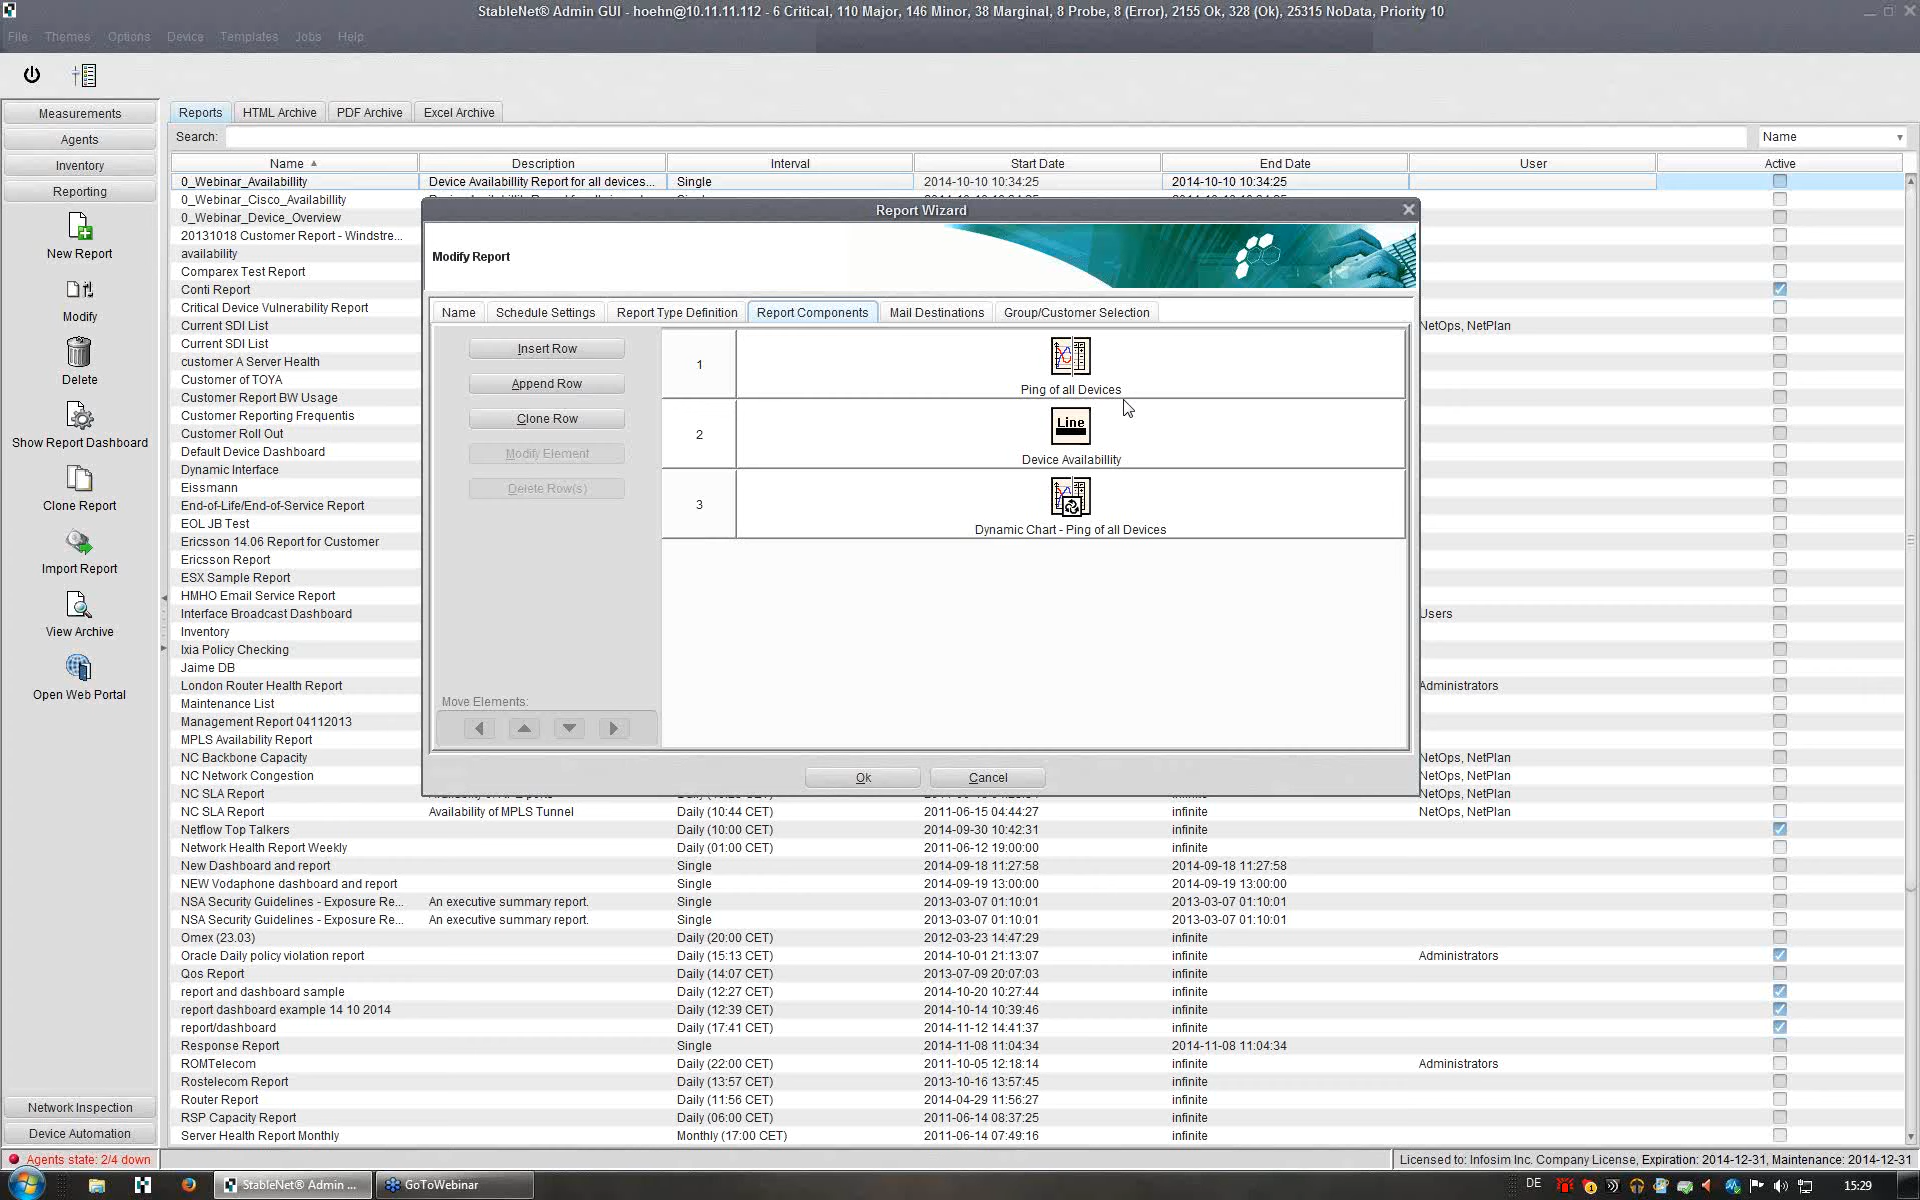 StableNet® Admin GUI - hoehn@10.11.11.112 - 6 Critical, 110 Major, 146 Minor, 38 Marginal, 8 Probe, 8 (Error), 2155 Ok, 328 (Ok), 25315 NoData, Priority 10
File Themes Options Device Templates Jobs Help
Measurements
Agents
Inventory
Reporting
New Report
Modify
Delete
Show Report Dashboard
Clone Report
Import Report
View Archive
Open Web Portal
Network Inspection
Device Automation
Reports HTML Archive PDF Archive Excel Archive
Search: Name
Name Description Interval Start Date End Date User Active
0_Webinar_Availability Device Availability Report for all devices... Single 2014-10-10 10:34:25 2014-10-10 10:34:25
0_Webinar_Cisco_Availability
0_Webinar_Device_Overview
20131018 Customer Report - Windstre...
availability
Comparex Test Report
Conti Report
Critical Device Vulnerability Report
Current SDI List NetOps, NetPlan
Current SDI List
customer A Server Health
Customer of TOYA
Customer Report BW Usage
Customer Reporting Frequentis
Customer Roll Out
Default Device Dashboard
Dynamic Interface
Eissmann
End-of-Life/End-of-Service Report
EOL JB Test
Ericsson 14.06 Report for Customer
Ericsson Report
ESX Sample Report
HMHO Email Service Report
Interface Broadcast Dashboard Users
Inventory
Ixia Policy Checking
Jaime DB
London Router Health Report Administrators
Maintenance List
Management Report 04112013
MPLS Availability Report
NC Backbone Capacity NetOps, NetPlan
NC Network Congestion NetOps, NetPlan
NC SLA Report NetOps, NetPlan
NC SLA Report Availability of MPLS Tunnel Daily (10:44 CET) 2011-06-15 04:44:27 infinite NetOps, NetPlan
Netflow Top Talkers Daily (10:00 CET) 2014-09-30 10:42:31 infinite
Network Health Report Weekly Daily (01:00 CET) 2011-06-12 19:00:00 infinite
New Dashboard and report Single 2014-09-18 11:27:58 2014-09-18 11:27:58
NEW Vodaphone dashboard and report Single 2014-09-19 13:00:00 2014-09-19 13:00:00
NSA Security Guidelines - Exposure Re... An executive summary report. Single 2013-03-07 01:10:01 2013-03-07 01:10:01
NSA Security Guidelines - Exposure Re... An executive summary report. Single 2013-03-07 01:10:01 2013-03-07 01:10:01
Omex (23.03) Daily (20:00 CET) 2012-03-23 14:47:29 infinite
Oracle Daily policy violation report Daily (15:13 CET) 2014-10-01 21:13:07 infinite Administrators
Qos Report Daily (14:07 CET) 2013-07-09 20:07:03 infinite
report and dashboard sample Daily (12:27 CET) 2014-10-20 10:27:44 infinite
report dashboard example 14 10 2014 Daily (12:39 CET) 2014-10-14 10:39:46 infinite
report/dashboard Daily (17:41 CET) 2014-11-12 14:41:37 infinite
Response Report Single 2014-11-08 11:04:34 2014-11-08 11:04:34
ROMTelecom Daily (22:00 CET) 2011-10-05 12:18:14 infinite Administrators
Rostelecom Report Daily (13:57 CET) 2013-10-16 13:57:45 infinite
Router Report Daily (11:56 CET) 2014-04-29 11:56:27 infinite
RSP Capacity Report Daily (06:00 CET) 2011-06-14 08:37:25 infinite
Server Health Report Monthly Monthly (17:00 CET) 2011-06-14 07:49:16 infinite
Report Wizard
Modify Report
Name Schedule Settings Report Type Definition Report Components Mail Destinations Group/Customer Selection
Insert Row
Append Row
Clone Row
Modify Element
Delete Row(s)
Move Elements:
1 Ping of all Devices
Line
2 Device Availabillity
3 Dynamic Chart - Ping of all Devices
Ok Cancel
Agents state: 2/4 down
Licensed to: Infosim Inc. Company License, Expiration: 2014-12-31, Maintenance: 2014-12-31
StableNet® Admin ... GoToWebinar DE 15:29